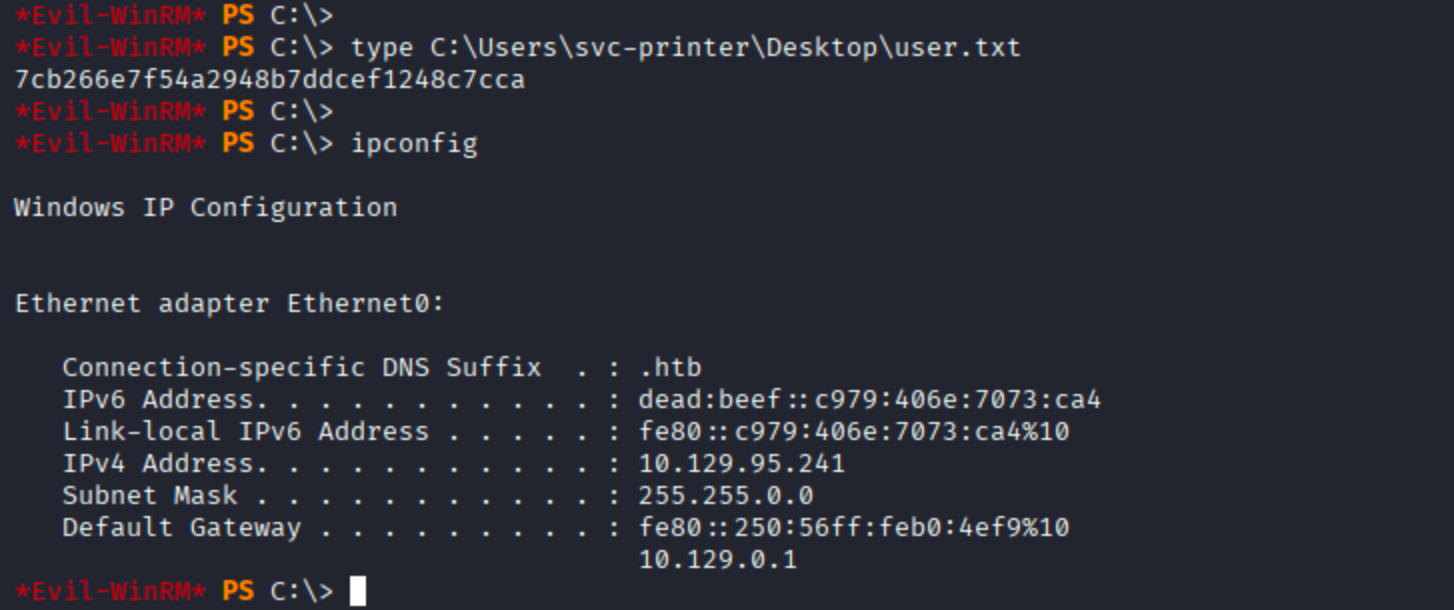 *Evil-WinRM* PS C:\>
*Evil-WinRM* PS C:\> type C:\Users\svc-printer\Desktop\user.txt
7cb266e7f54a2948b7ddcef1248c7cca
*Evil-WinRM* PS C:\>
*Evil-WinRM* PS C:\> ipconfig
Windows IP Configuration
Ethernet adapter Ethernet0:
   Connection-specific DNS Suffix  . : .htb
   IPv6 Address. . . . . . . . . . . : dead:beef::c979:406e:7073:ca4
   Link-local IPv6 Address . . . . . : fe80::c979:406e:7073:ca4%10
   IPv4 Address. . . . . . . . . . . : 10.129.95.241
   Subnet Mask . . . . . . . . . . . : 255.255.0.0
   Default Gateway . . . . . . . . . : fe80::250:56ff:feb0:4ef9%10
                                       10.129.0.1
*Evil-WinRM* PS C:\>